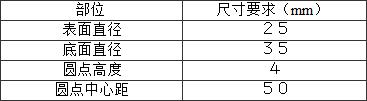 部位 尺寸要求（mm）
表面直径 25
底面直径 35
圆点高度 4
圆点中心距 50